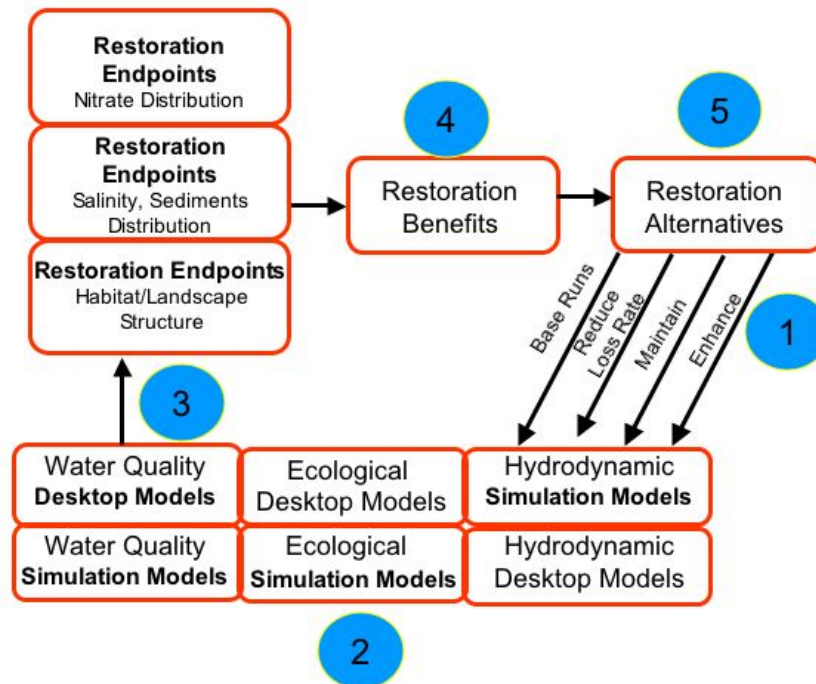 Restoration
Endpoints
Nitrate Distribution
Restoration
Endpoints
Salinity, Sediments
Distribution
Restoration Endpoints
Habitat/Landscape
Structure
4
Restoration
Benefits
5
Restoration
Alternatives
Base Runs
Reduce
Loss Rate
Maintain
Enhance
1
3
Water Quality
Desktop Models
Ecological
Desktop Models
Hydrodynamic
Simulation Models
Water Quality
Simulation Models
Ecological
Simulation Models
Hydrodynamic
Desktop Models
2